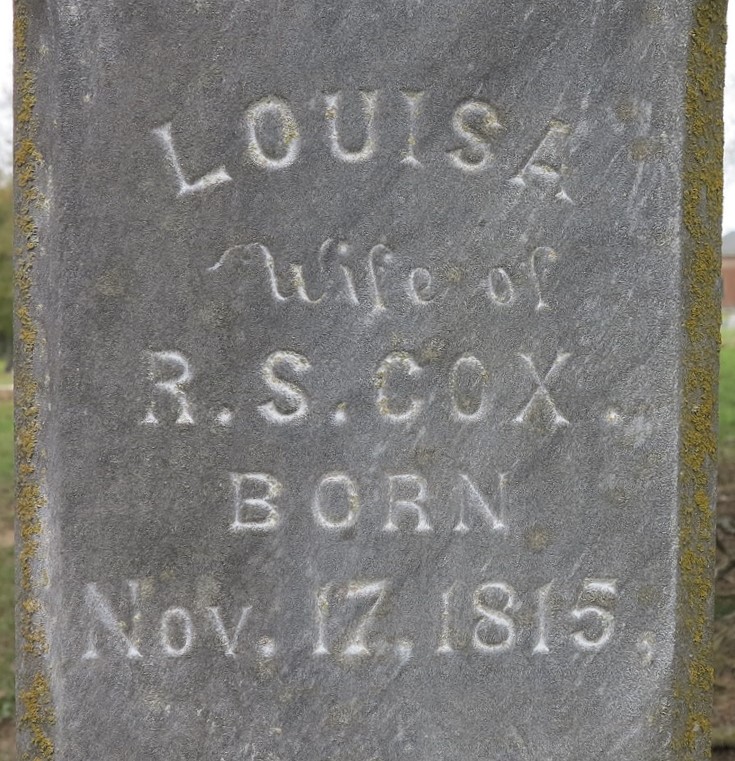 LOUISA
Wife of
R. S. COX.
BORN
Nov. 17, 1815,